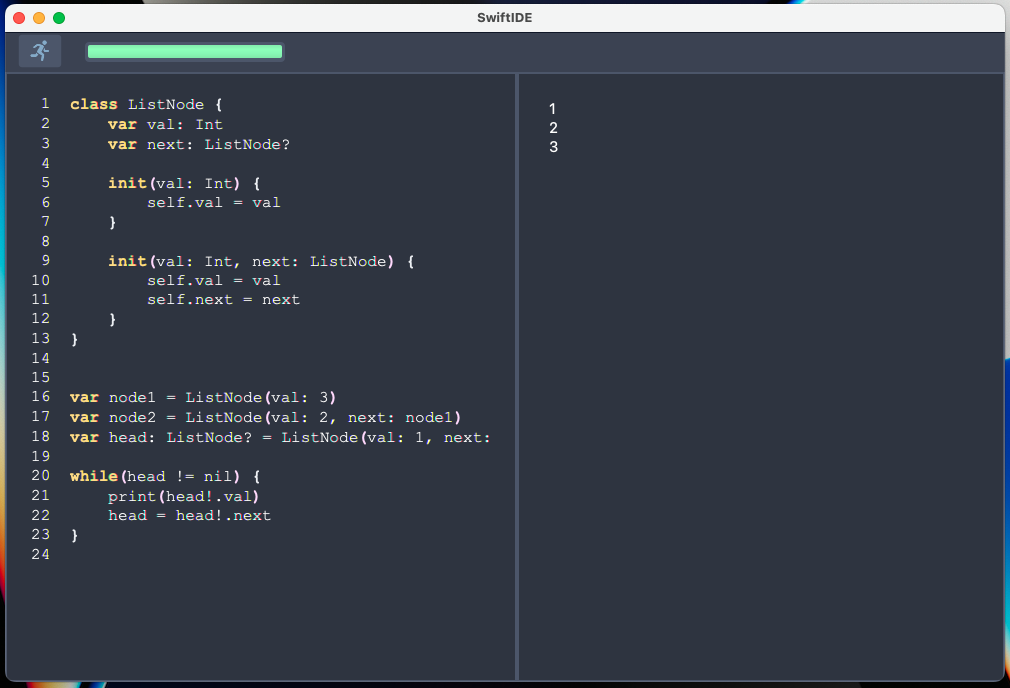 SwiftIDE
1 class ListNode {
2     var val: Int
3     var next: ListNode?
4
5     init(val: Int) {
6         self.val = val
7     }
8
9     init(val: Int, next: ListNode) {
10         self.val = val
11         self.next = next
12     }
13 }
14
15
16 var node1 = ListNode(val: 3)
17 var node2 = ListNode(val: 2, next: node1)
18 var head: ListNode? = ListNode(val: 1, next:
19
20 while(head != nil) {
21     print(head!.val)
22     head = head!.next
23 }
24
1
2
3